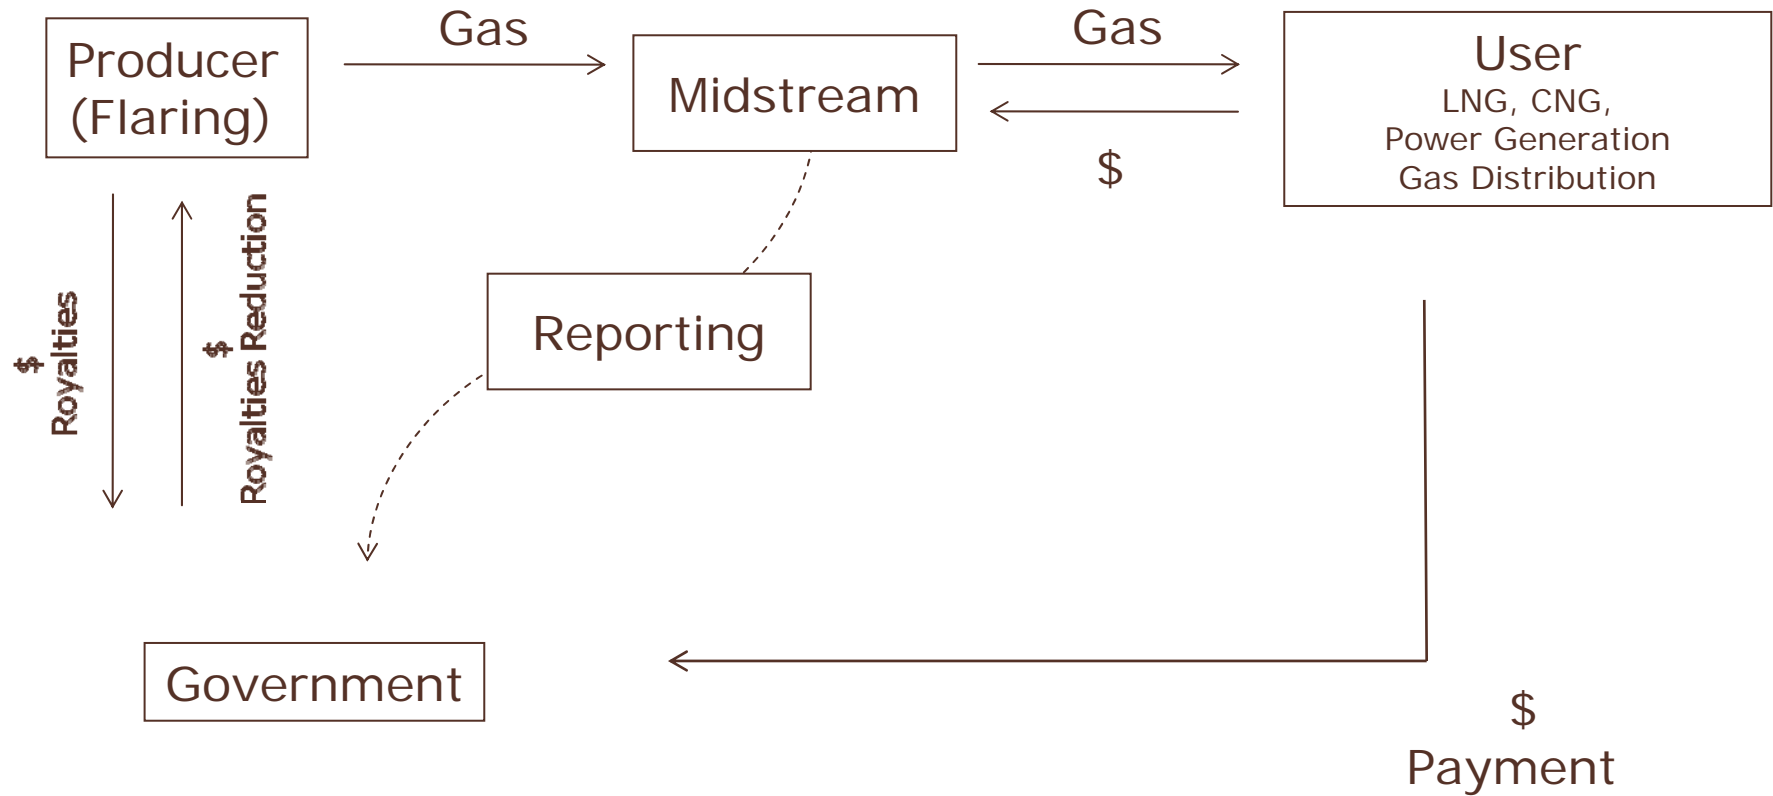 Producer
(Flaring)
Gas
Midstream
Gas
$
User
LNG, CNG,
Power Generation
Gas Distribution
$
Royalties
$
Royalties Reduction
Reporting
Government
$
Payment